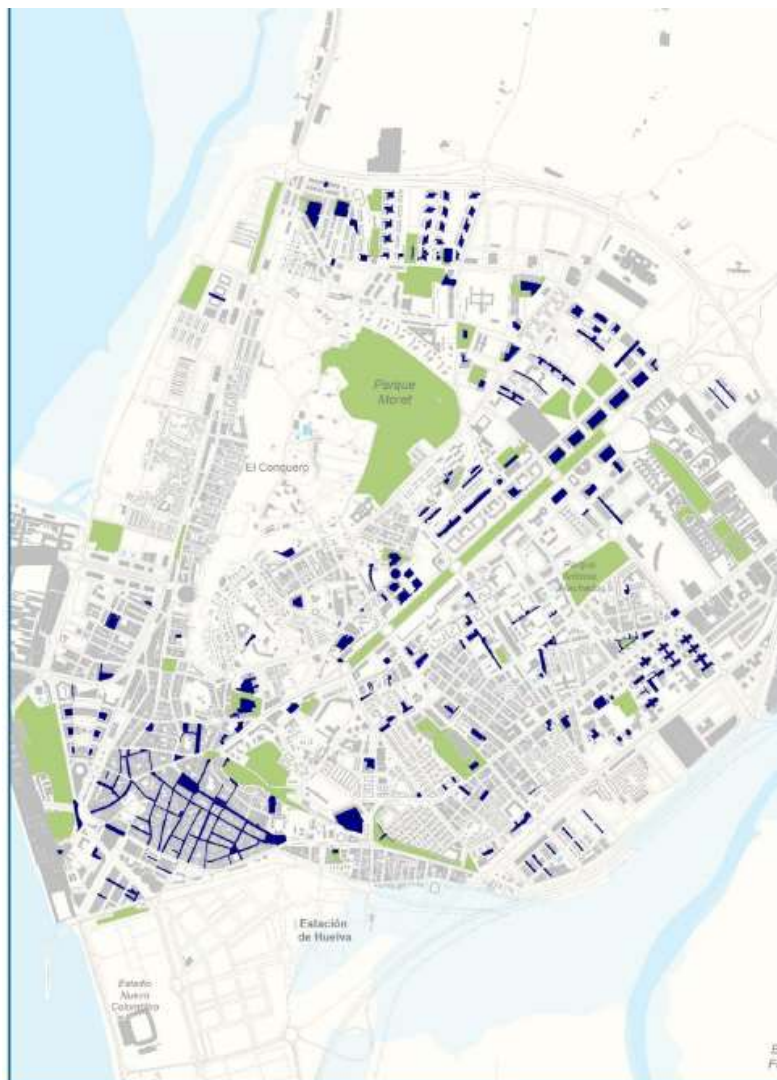 Parque
Moret
El Conquero
Parque
Antonio
Machado
Estación
de Huelva
Estadio
Nuevo
Colombino
E
F